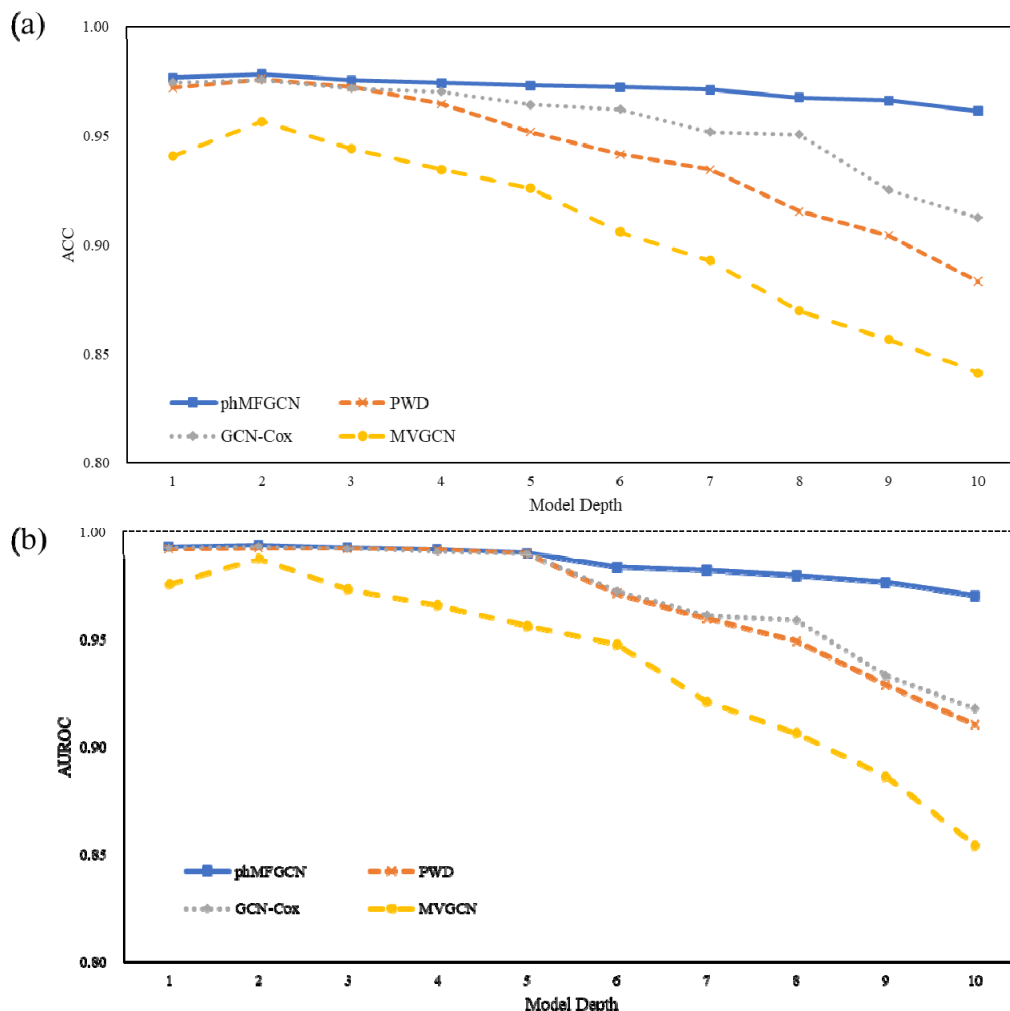 (a)
1.00
0.95
0.90
0.85
0.80
ACC
phMFGCN PWD
GCN-Cox MVGCN
1 2 3 4 5 6 7 8 9 10
Model Depth
(b)
1.00
0.95
0.90
0.85
0.80
AUROC
phMFGCN PWD
GCN-Cox MVGCN
1 2 3 4 5 6 7 8 9 10
Model Depth